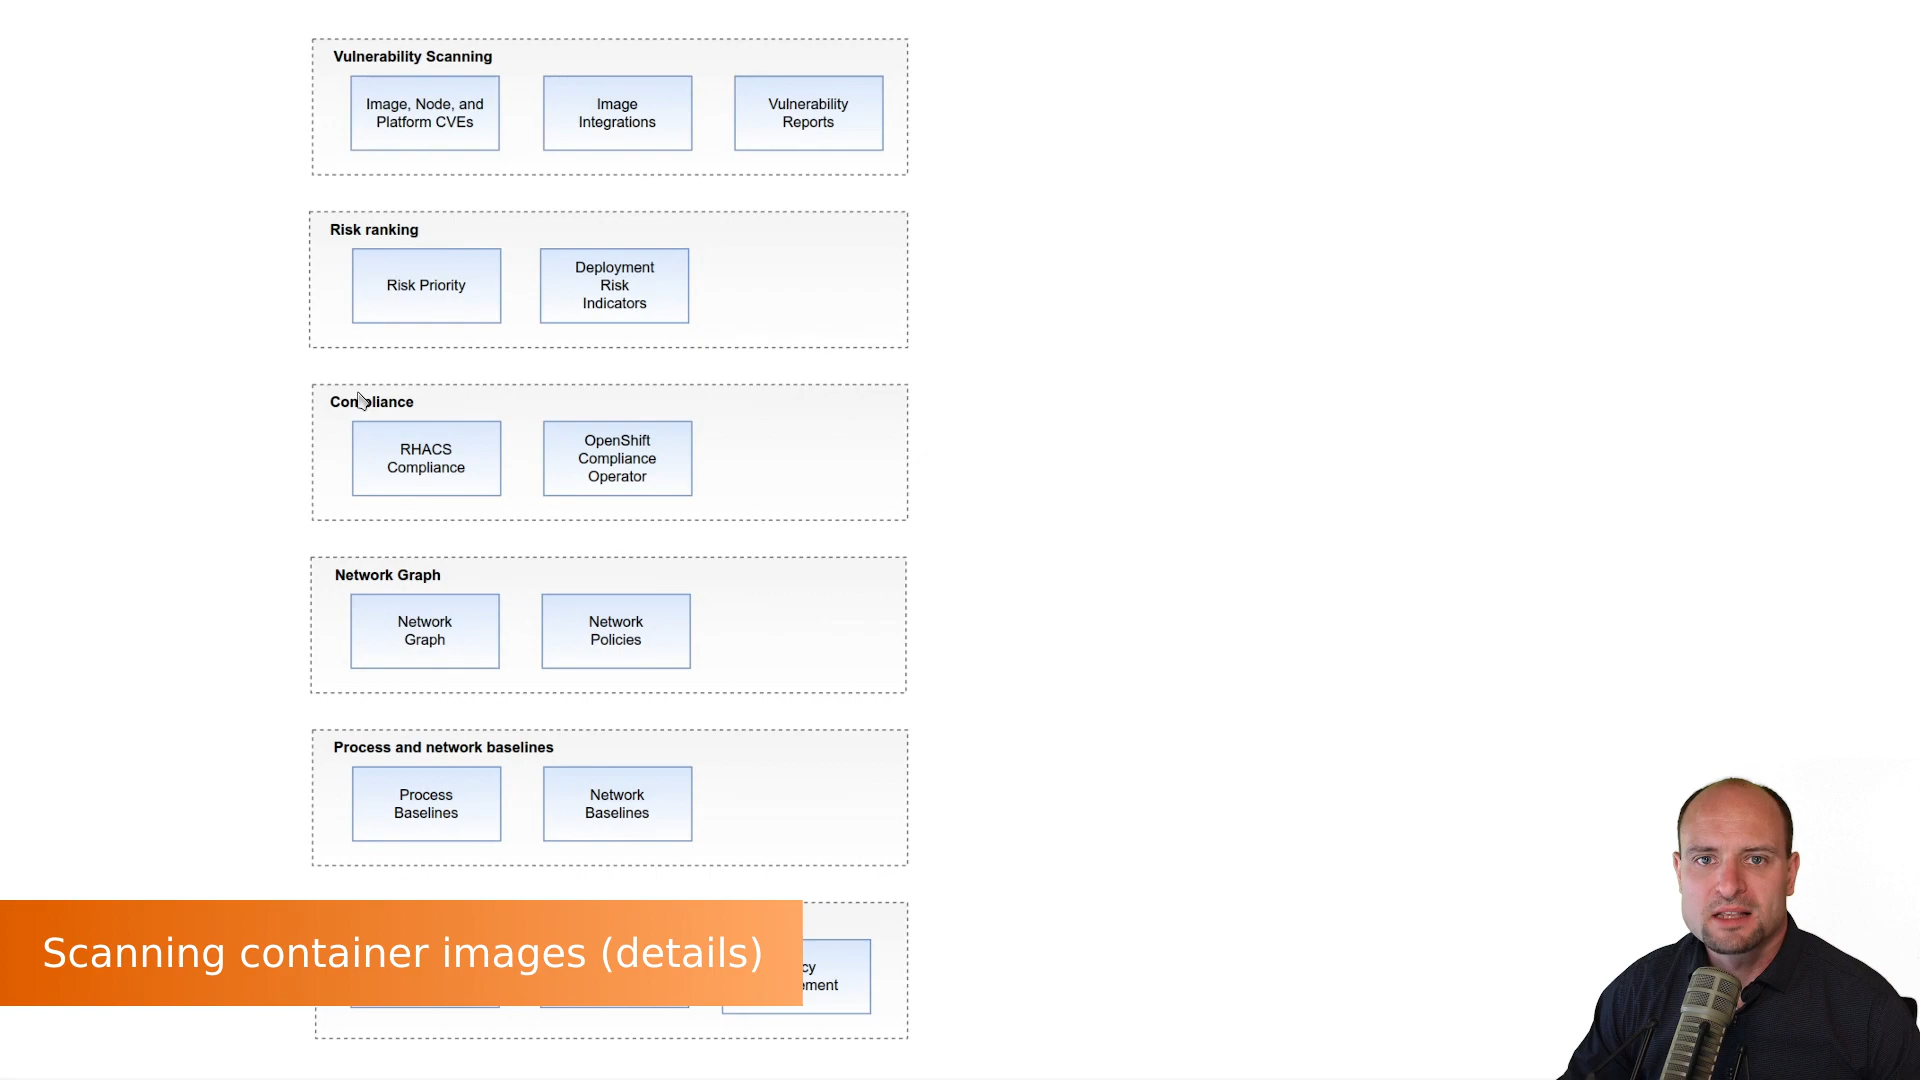 Vulnerability Scanning
Image, Node, and
Platform CVEs
Image
Integrations
Vulnerability
Reports
Risk ranking
Risk Priority
Deployment
Risk
Indicators
Compliance
RHACS
Compliance
OpenShift
Compliance
Operator
Network Graph
Network
Graph
Network
Policies
Process and network baselines
Process
Baselines
Network
Baselines
Scanning container images (details)
cy
ement